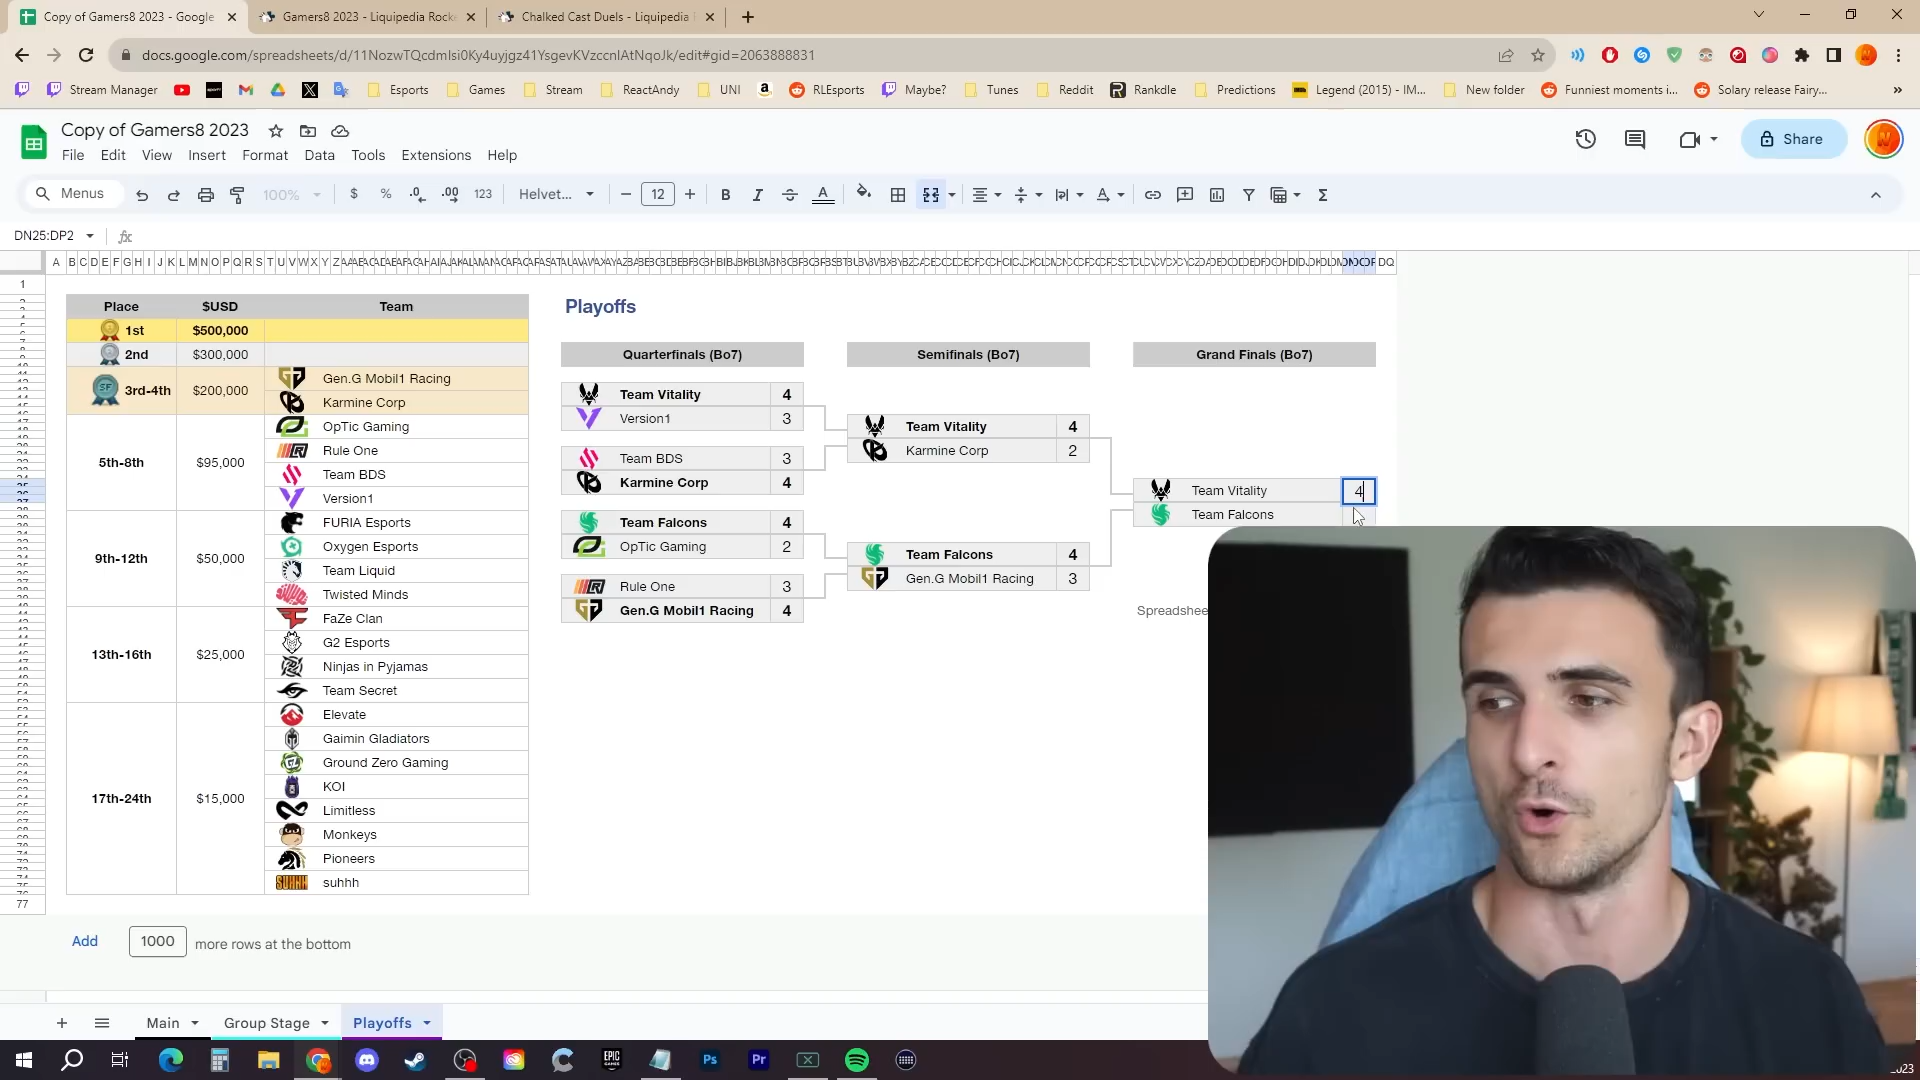 Copy of Gamers8 2023 - Google
Gamers8 2023 - Liquipedia Rock
Chalked Cast Duels - Liquipedia
docs.google.com/spreadsheets/d/11NozwTQcdmIsi0Ky4uyjgz41YsgevKVzccnlAtNqoJk/edit#gid=2063888831
Stream Manager
Esports
Games
Stream
ReactAndy
UNI
RLEsports
Maybe?
Tunes
Reddit
Rankdle
Predictions
Legend (2015) - IM...
New folder
Funniest moments i...
Solary release Fairy...
Copy of Gamers8 2023
File Edit View Insert Format Data Tools Extensions Help
Share
Menus
100%
$ % .0 .00 123
Helvet...
12
DN25:DP2
Place $USD Team
1st $500,000
2nd $300,000
3rd-4th $200,000
Gen.G Mobil1 Racing
Karmine Corp
5th-8th $95,000
OpTic Gaming
Rule One
Team BDS
Version1
9th-12th $50,000
FURIA Esports
Oxygen Esports
Team Liquid
Twisted Minds
13th-16th $25,000
FaZe Clan
G2 Esports
Ninjas in Pyjamas
Team Secret
17th-24th $15,000
Elevate
Gaimin Gladiators
Ground Zero Gaming
KOI
Limitless
Monkeys
Pioneers
suhhh
Playoffs
Quarterfinals (Bo7)
Team Vitality 4
Version1 3
Team BDS 3
Karmine Corp 4
Team Falcons 4
OpTic Gaming 2
Rule One 3
Gen.G Mobil1 Racing 4
Semifinals (Bo7)
Team Vitality 4
Karmine Corp 2
Team Falcons 4
Gen.G Mobil1 Racing 3
Grand Finals (Bo7)
Team Vitality 4
Team Falcons
Spreadshee
1
77
Add 1000 more rows at the bottom
Main
Group Stage
Playoffs